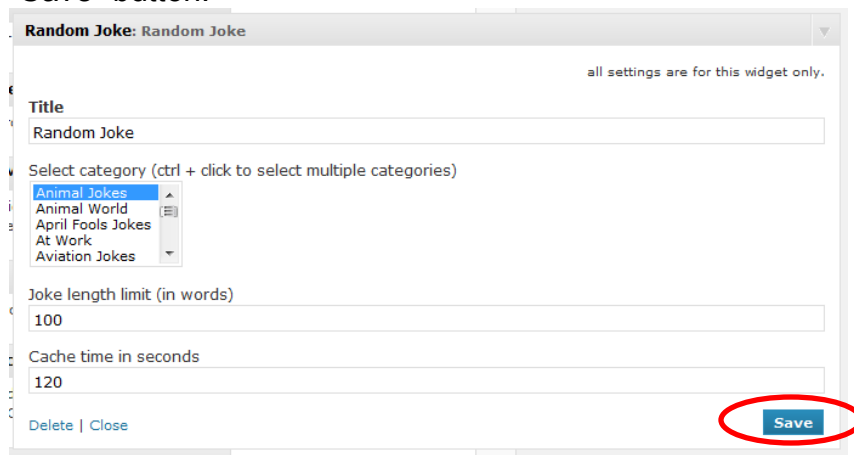 "Save" button.
Random Joke: Random Joke
all settings are for this widget only.
Title
Random Joke
Select category (ctrl + click to select multiple categories)
Animal Jokes
Animal World
April Fools Jokes
At Work
Aviation Jokes
Joke length limit (in words)
100
Cache time in seconds
120
Delete | Close
Save